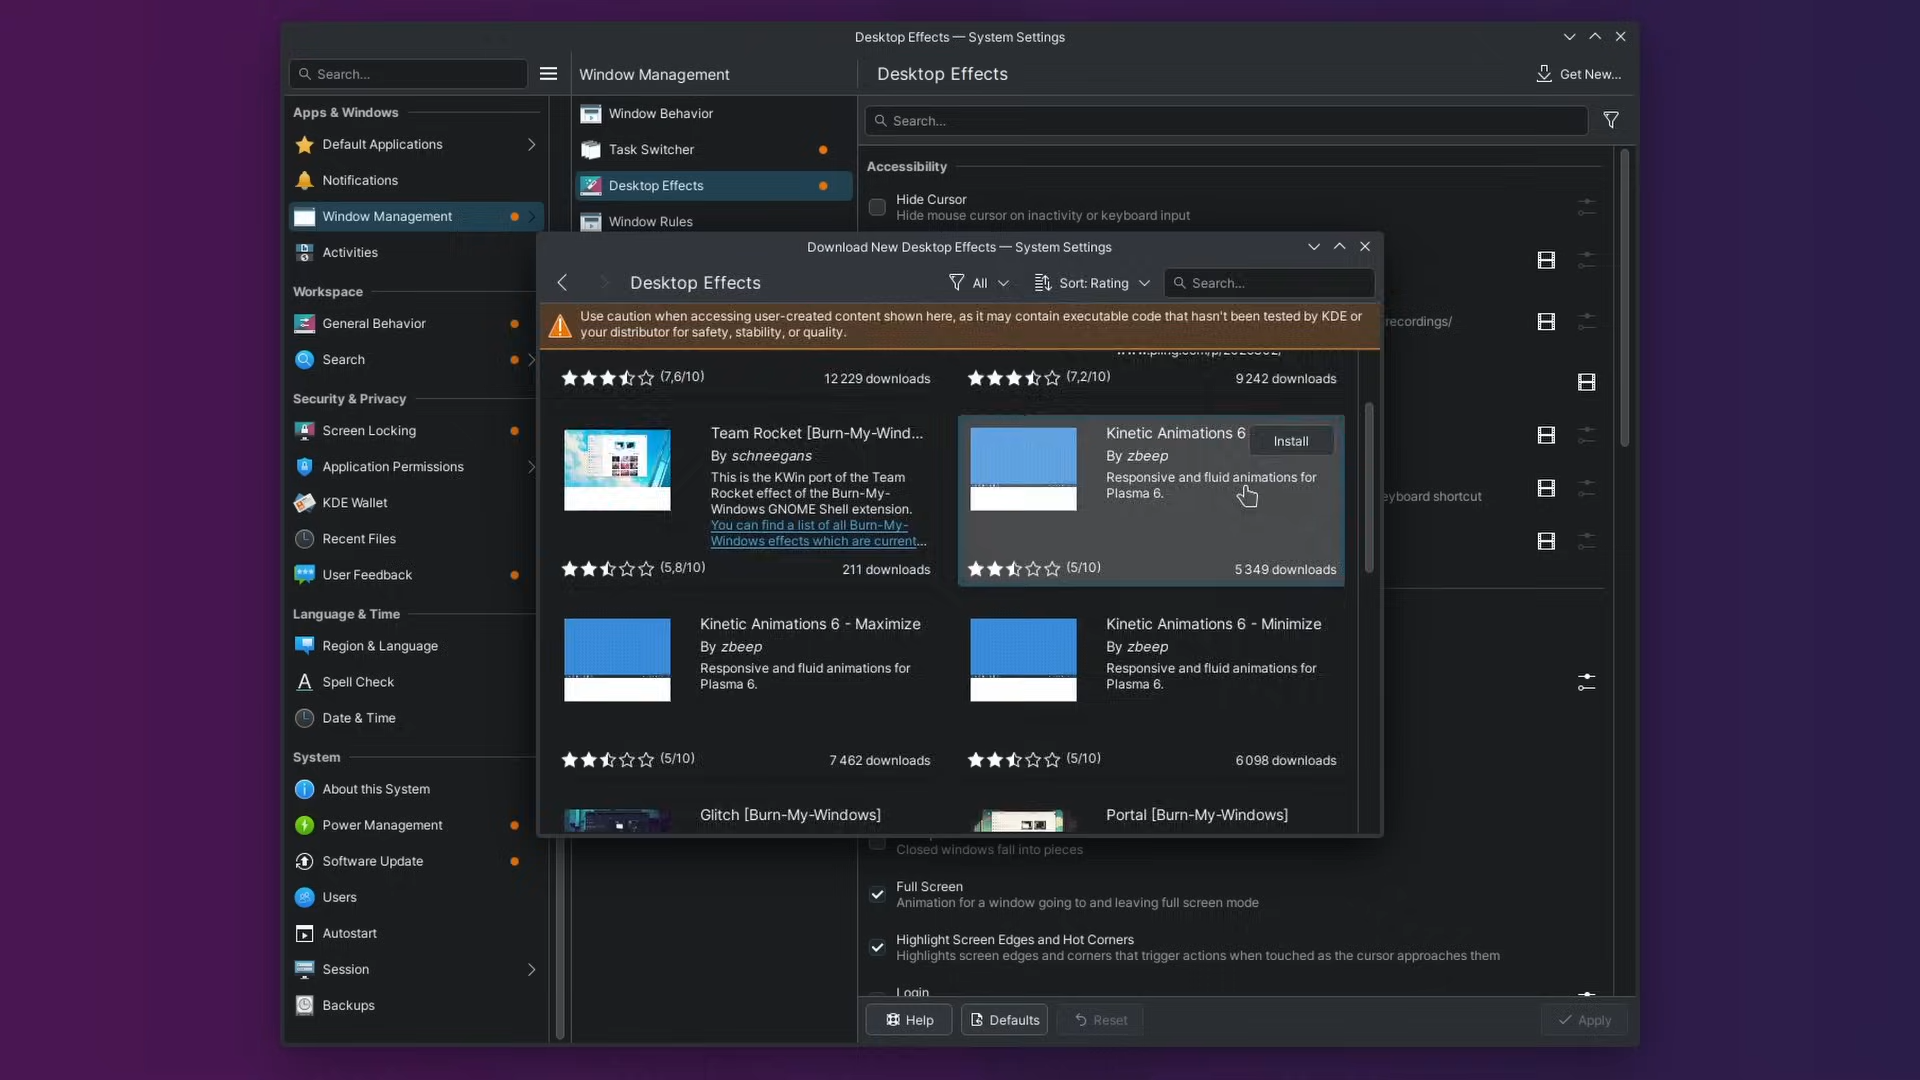 Desktop Effects — System Settings
Search...
Window Management
Desktop Effects
Get New...
Apps & Windows
Default Applications
Notifications
Window Management
Activities
Workspace
General Behavior
Search
Security & Privacy
Screen Locking
Application Permissions
KDE Wallet
Recent Files
User Feedback
Language & Time
Region & Language
Spell Check
Date & Time
System
About this System
Power Management
Software Update
Users
Autostart
Session
Backups
Window Behavior
Task Switcher
Desktop Effects
Window Rules
Search...
Accessibility
Hide Cursor
Hide mouse cursor on inactivity or keyboard input
recordings/
eyboard shortcut
Download New Desktop Effects — System Settings
Desktop Effects
All
Sort: Rating
Search...
Use caution when accessing user-created content shown here, as it may contain executable code that hasn't been tested by KDE or
your distributor for safety, stability, or quality.
(7,6/10)
12 229 downloads
(7,2/10)
9 242 downloads
Team Rocket [Burn-My-Wind...
By schneegans
This is the KWin port of the Team
Rocket effect of the Burn-My-
Windows GNOME Shell extension.
You can find a list of all Burn-My-
Windows effects which are current...
(5,8/10)
211 downloads
Kinetic Animations 6
Install
By zbeep
Responsive and fluid animations for
Plasma 6.
(5/10)
5 349 downloads
Kinetic Animations 6 - Maximize
By zbeep
Responsive and fluid animations for
Plasma 6.
(5/10)
7 462 downloads
Kinetic Animations 6 - Minimize
By zbeep
Responsive and fluid animations for
Plasma 6.
(5/10)
6 098 downloads
Glitch [Burn-My-Windows]
Portal [Burn-My-Windows]
Closed windows fall into pieces
Full Screen
Animation for a window going to and leaving full screen mode
Highlight Screen Edges and Hot Corners
Highlights screen edges and corners that trigger actions when touched as the cursor approaches them
Login
Help
Defaults
Reset
Apply